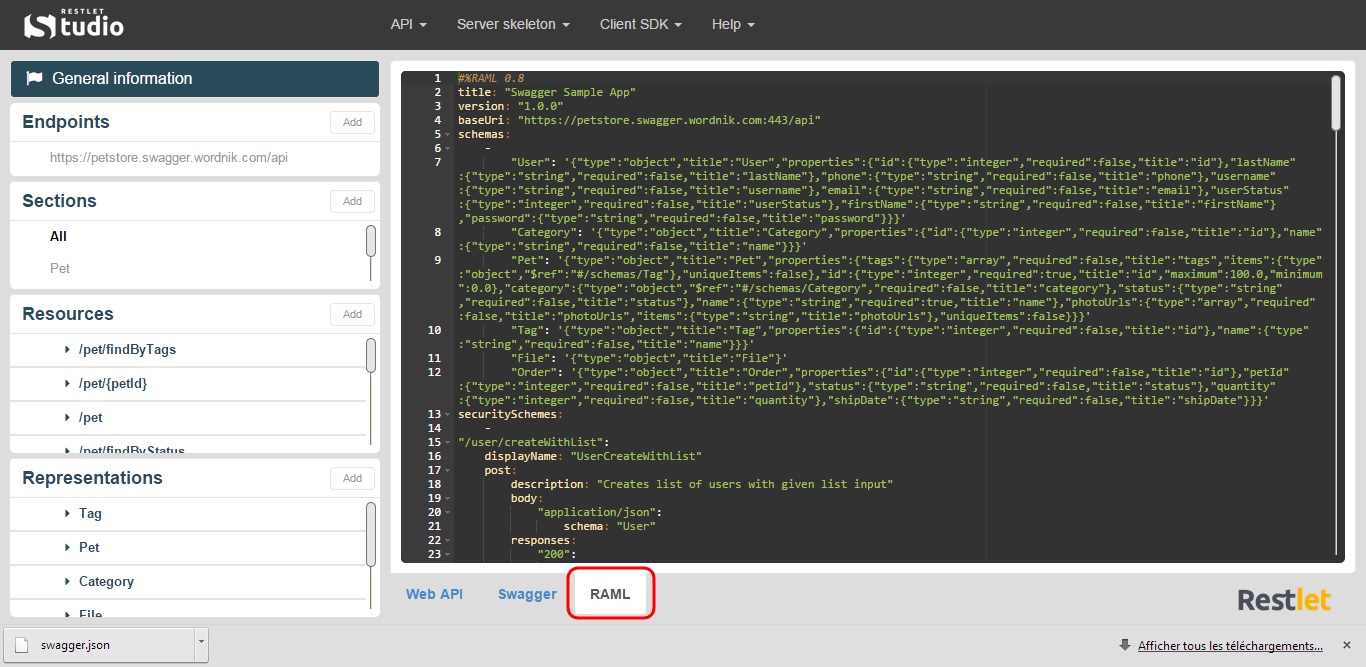 RESTLET
Studio
API
Server skeleton
Client SDK
Help
General information
Endpoints
Add
https://petstore.swagger.wordnik.com/api
Sections
Add
All
Pet
Resources
Add
/pet/findByTags
/pet/{petId}
/pet
/pet/findByStatus
Representations
Add
Tag
Pet
Category
File
1 #%RAML 0.8
2 title: "Swagger Sample App"
3 version: "1.0.0"
4 baseUri: "https://petstore.swagger.wordnik.com:443/api"
5 schemas:
6 -
7 "User": '{"type":"object","title":"User","properties":{"id":{"type":"integer","required":false,"title":"id"},"lastName"
:{"type":"string","required":false,"title":"lastName"},"phone":{"type":"string","required":false,"title":"phone"},"username"
:{"type":"string","required":false,"title":"username"},"email":{"type":"string","required":false,"title":"email"},"userStatus"
:{"type":"integer","required":false,"title":"userStatus"},"firstName":{"type":"string","required":false,"title":"firstName"}
,"password":{"type":"string","required":false,"title":"password"}}}'
8 "Category": '{"type":"object","title":"Category","properties":{"id":{"type":"integer","required":false,"title":"id"},"name"
:{"type":"string","required":false,"title":"name"}}}'
9 "Pet": '{"type":"object","title":"Pet","properties":{"tags":{"type":"array","required":false,"title":"tags","items":{"type"
:"object","$ref":"#/schemas/Tag"},"uniqueItems":false},"id":{"type":"integer","required":true,"title":"id","maximum":100.0,"minimum"
:0.0},"category":{"type":"object","$ref":"#/schemas/Category","required":false,"title":"category"},"status":{"type":"string"
,"required":false,"title":"status"},"name":{"type":"string","required":true,"title":"name"},"photoUrls":{"type":"array","required"
:false,"title":"photoUrls","items":{"type":"string","title":"photoUrls"},"uniqueItems":false}}}'
10 "Tag": '{"type":"object","title":"Tag","properties":{"id":{"type":"integer","required":false,"title":"id"},"name":{"type"
:"string","required":false,"title":"name"}}}'
11 "File": '{"type":"object","title":"File"}'
12 "Order": '{"type":"object","title":"Order","properties":{"id":{"type":"integer","required":false,"title":"id"},"petId"
:{"type":"integer","required":false,"title":"petId"},"status":{"type":"string","required":false,"title":"status"},"quantity"
:{"type":"integer","required":false,"title":"quantity"},"shipDate":{"type":"string","required":false,"title":"shipDate"}}}'
13 securitySchemes:
14 -
15 "/user/createWithList":
16 displayName: "UserCreateWithList"
17 post:
18 description: "Creates list of users with given list input"
19 body:
20 "application/json":
21 schema: "User"
22 responses:
23 "200":
Web API
Swagger
RAML
Restlet
swagger.json
Afficher tous les téléchargements...